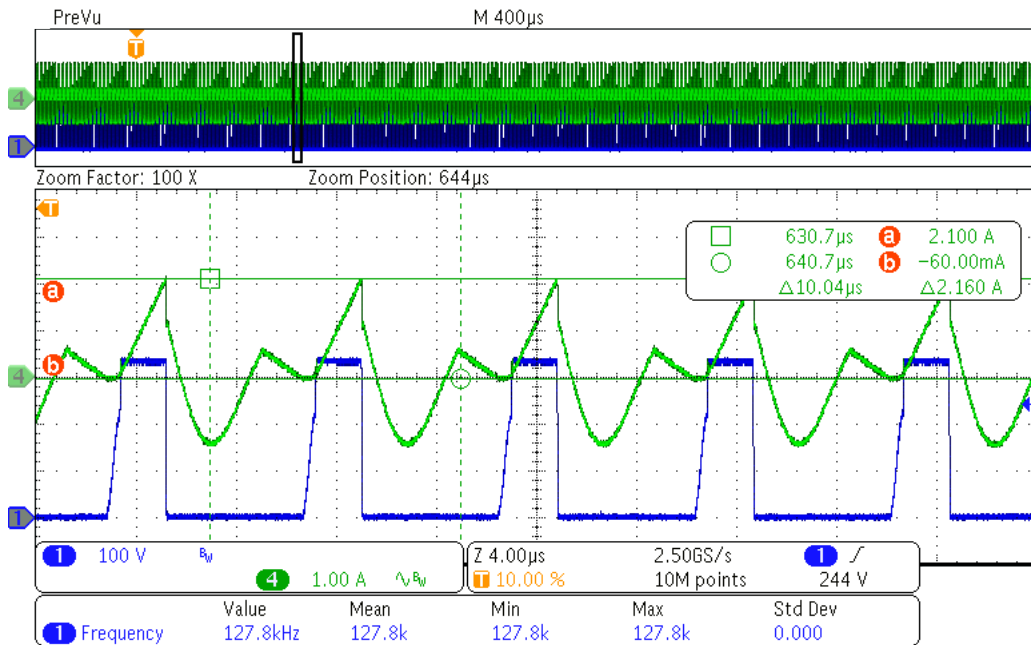 PreVu M 400µs
T
4
1
Zoom Factor: 100 X Zoom Position: 644µs
T
630.7µs a 2.100 A
640.7µs b −60.00mA
Δ10.04µs Δ2.160 A
a
b
4
1
1 100 V BW
4 1.00 A BW
Z 4.00µs 2.50GS/s 1
T 10.00 % 10M points 244 V
Value Mean Min Max Std Dev
1 Frequency 127.8kHz 127.8k 127.8k 127.8k 0.000